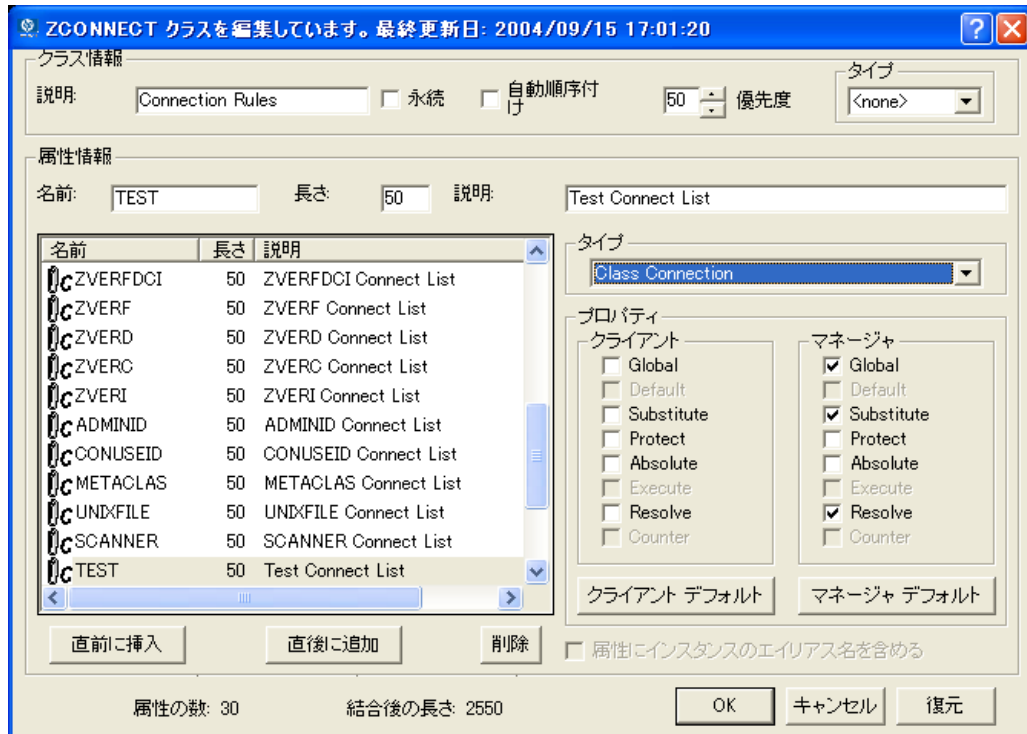 ZCONNECT クラスを編集しています。最終更新日: 2004/09/15 17:01:20
クラス情報
説明: Connection Rules 永続 自動順序付け 50 優先度
タイプ
<none>
属性情報
名前: TEST 長さ: 50 説明: Test Connect List
名前 長さ 説明
ZVERFDCI 50 ZVERFDCI Connect List
ZVERF 50 ZVERF Connect List
ZVERD 50 ZVERD Connect List
ZVERC 50 ZVERC Connect List
ZVERI 50 ZVERI Connect List
ADMINID 50 ADMINID Connect List
CONUSEID 50 CONUSEID Connect List
METACLAS 50 METACLAS Connect List
UNIXFILE 50 UNIXFILE Connect List
SCANNER 50 SCANNER Connect List
TEST 50 Test Connect List
直前に挿入 直後に追加 削除
タイプ
Class Connection
プロパティ
クライアント
Global
Default
Substitute
Protect
Absolute
Execute
Resolve
Counter
クライアント デフォルト
マネージャ
Global
Default
Substitute
Protect
Absolute
Execute
Resolve
Counter
マネージャ デフォルト
属性にインスタンスのエイリアス名を含める
属性の数: 30 結合後の長さ: 2550
OK キャンセル 復元